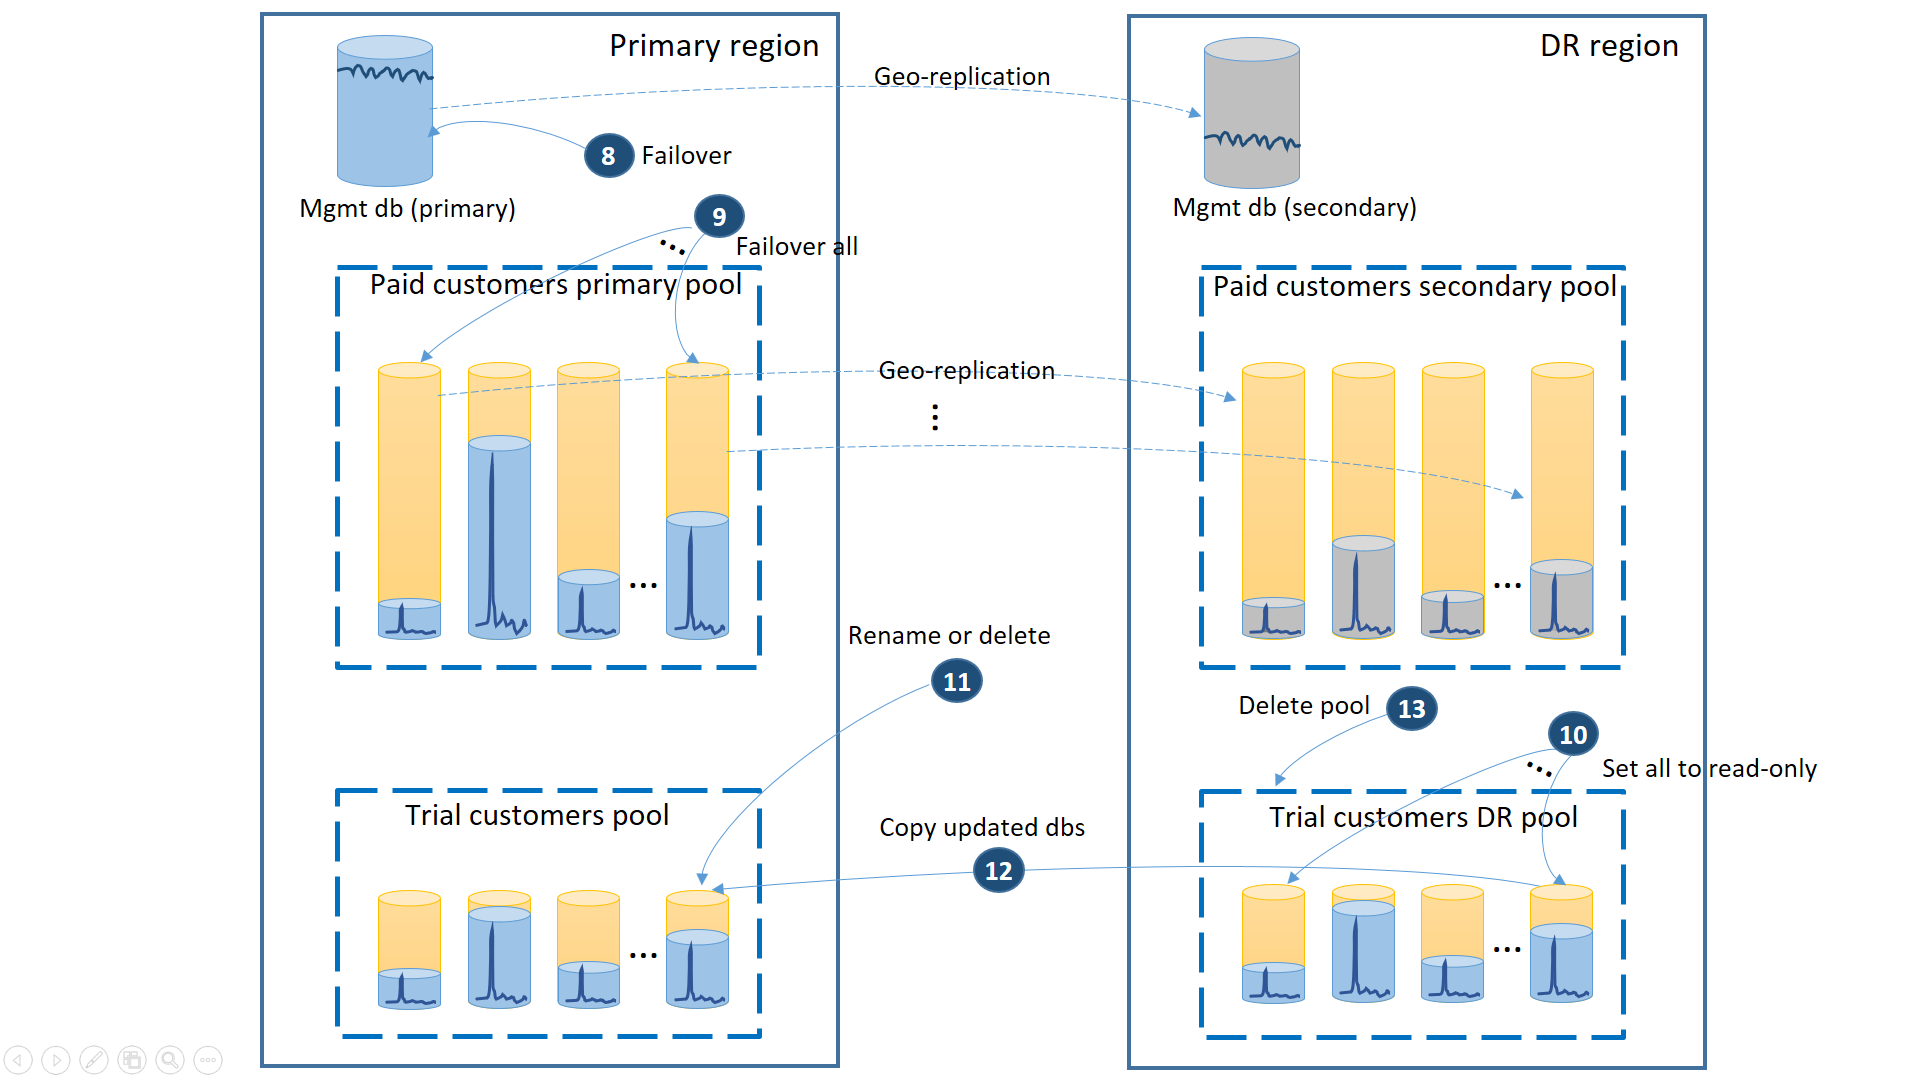 Primary region
DR region
Geo-replication
8 Failover
Mgmt db (primary)
Mgmt db (secondary)
9
Failover all
Paid customers primary pool
Paid customers secondary pool
Geo-replication
...
...
Rename or delete
11
Delete pool 13
10
Set all to read-only
Trial customers pool
Trial customers DR pool
Copy updated dbs
12
...
...